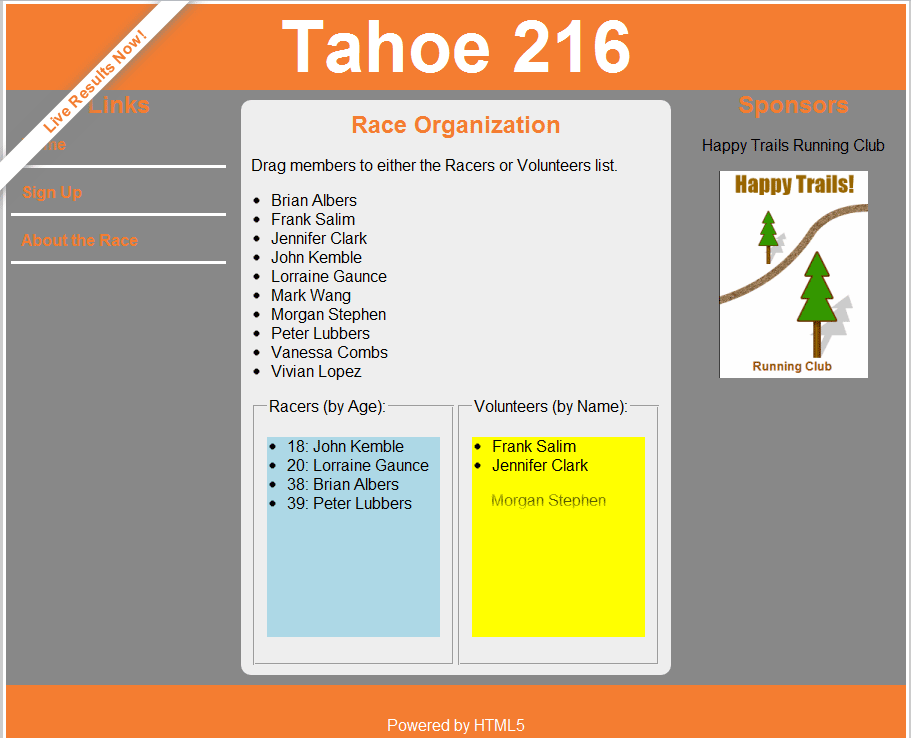 Tahoe 216
Live Results Now!
Links
me
Sign Up
About the Race
Race Organization
Drag members to either the Racers or Volunteers list.
Brian Albers
Frank Salim
Jennifer Clark
John Kemble
Lorraine Gaunce
Mark Wang
Morgan Stephen
Peter Lubbers
Vanessa Combs
Vivian Lopez
Racers (by Age):
18: John Kemble
20: Lorraine Gaunce
38: Brian Albers
39: Peter Lubbers
Volunteers (by Name):
Frank Salim
Jennifer Clark
Morgan Stephen
Sponsors
Happy Trails Running Club
Happy Trails!
Running Club
Powered by HTML5